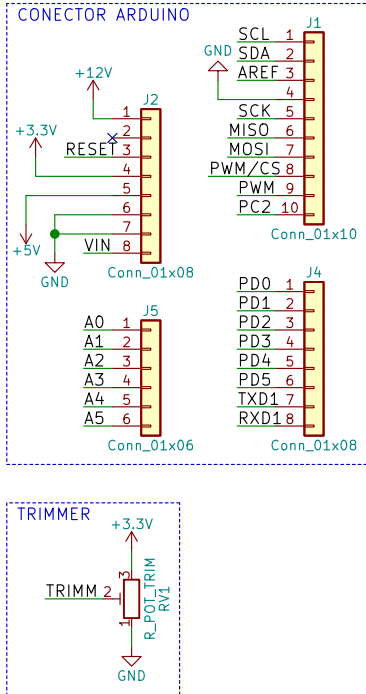 CONECTOR ARDUINO
J1
SCL 1
SDA 2
AREF 3
GND
4
SCK 5
MISO 6
MOSI 7
PWM/CS 8
PWM 9
PC2 10
Conn_01x10
+12V
J2
1
2
+3.3V
RESET 3
4
5
6
+5V
7
VIN 8
GND
Conn_01x08
J4
PD0 1
PD1 2
PD2 3
PD3 4
PD4 5
PD5 6
TXD1 7
RXD1 8
Conn_01x08
J5
A0 1
A1 2
A2 3
A3 4
A4 5
A5 6
Conn_01x06
TRIMMER
+3.3V
3
TRIMM 2
1
R_POT_TRIM
RV1
GND